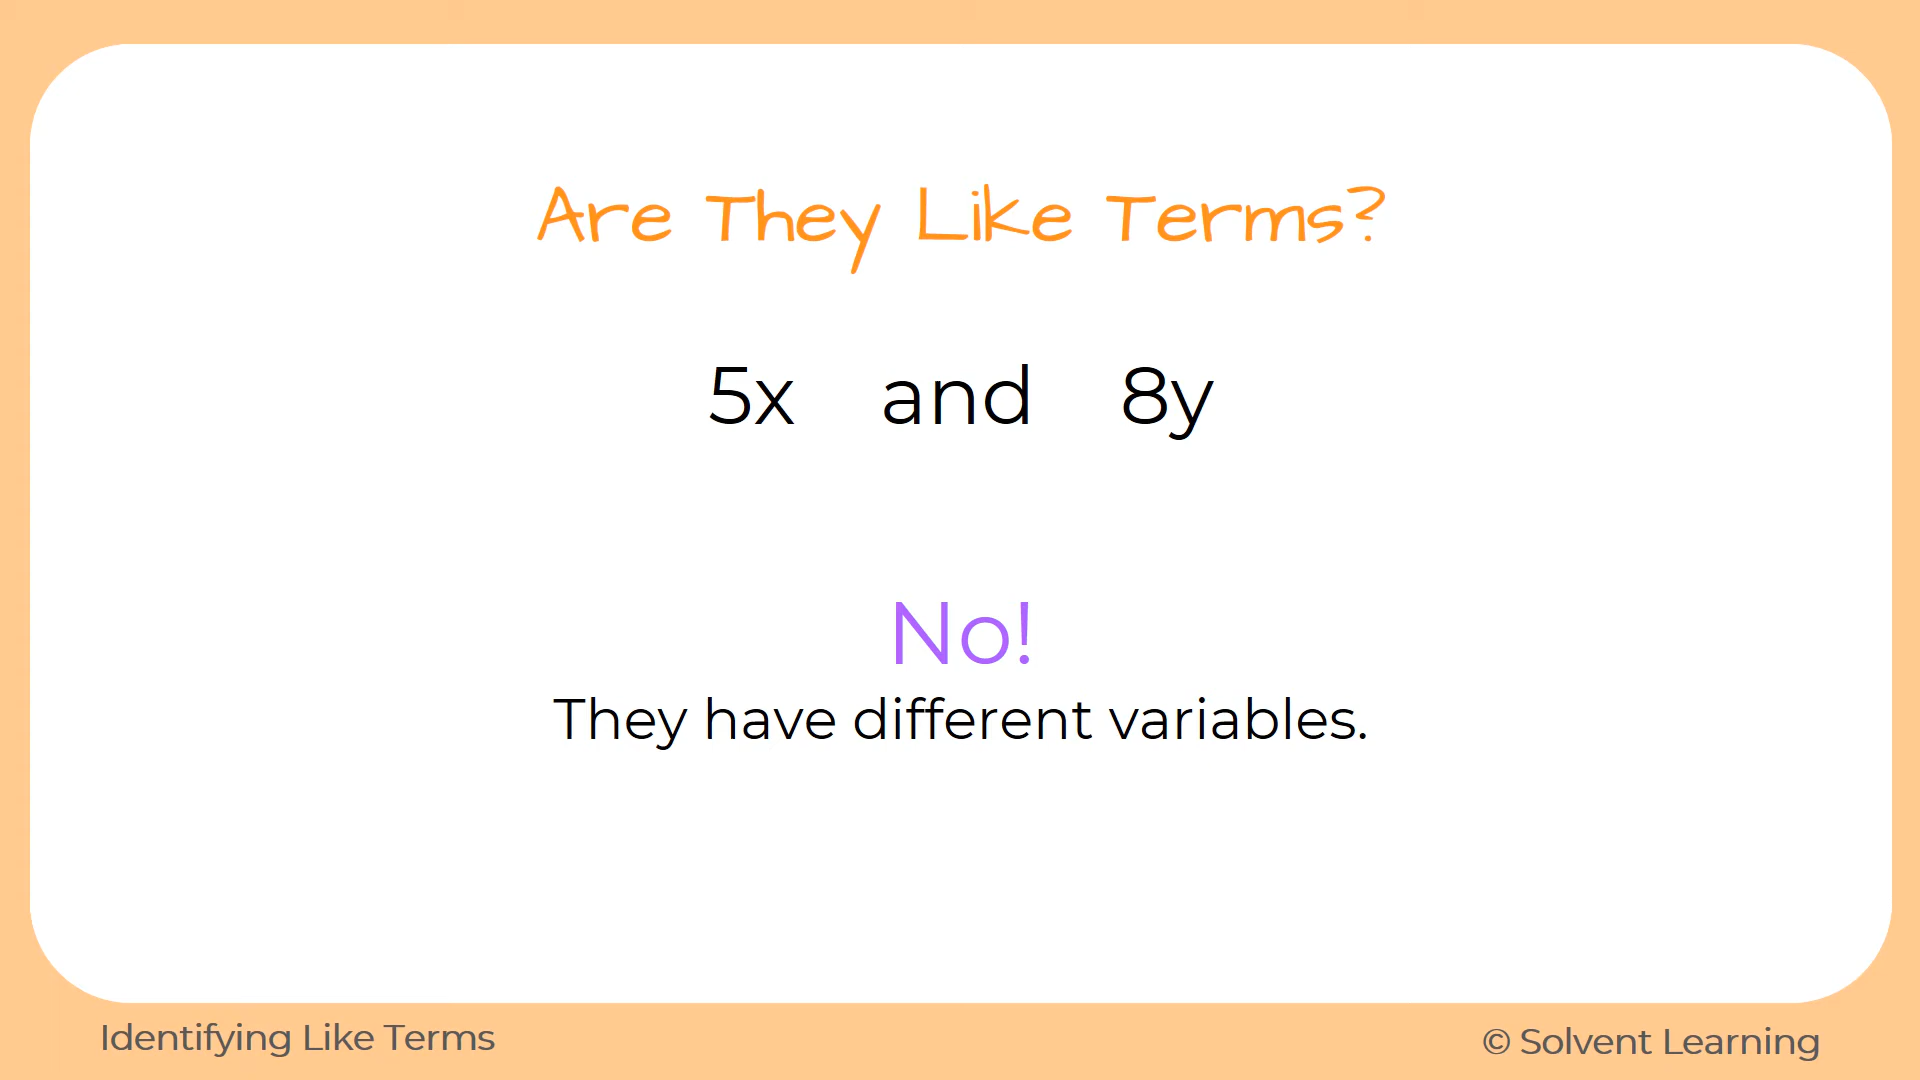 Are They Like Terms?
5x and 8y
No!
They have different variables.
Identifying Like Terms
© Solvent Learning